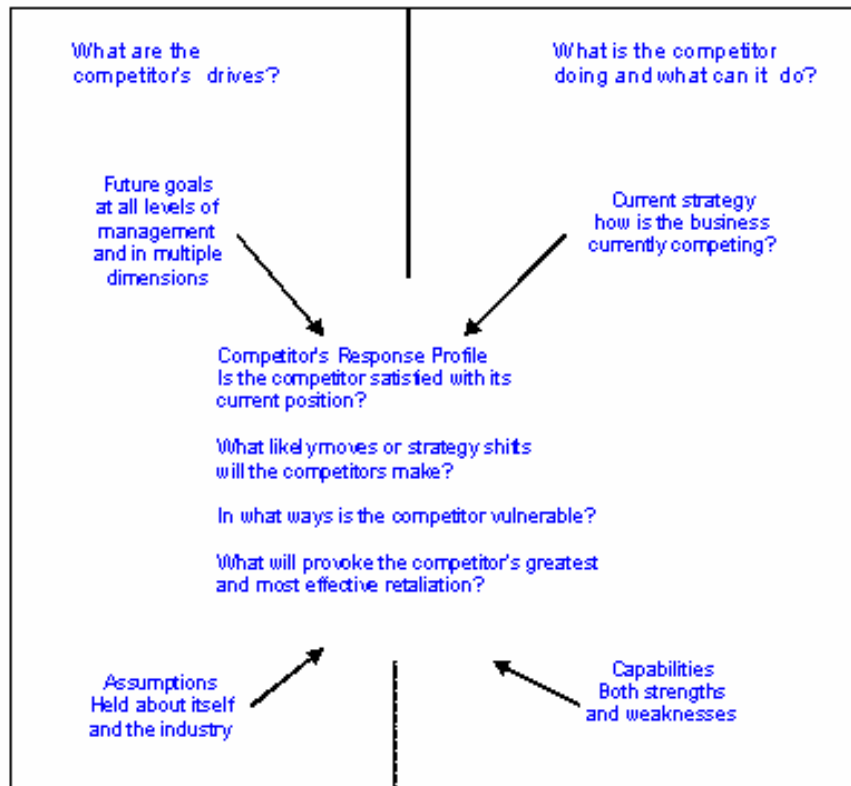 What are the
competitor's drives?
What is the competitor
doing and what can it do?
Future goals
at all levels of
management
and in multiple
dimensions
Current strategy
how is the business
currently competing?
Competitor's Response Profile
Is the competitor satisfied with its
current position?
What likely moves or strategy shifts
will the competitors make?
In what ways is the competitor vulnerable?
What will provoke the competitor's greatest
and most effective retaliation?
Assumptions
Held about itself
and the industry
Capabilities
Both strengths
and weaknesses